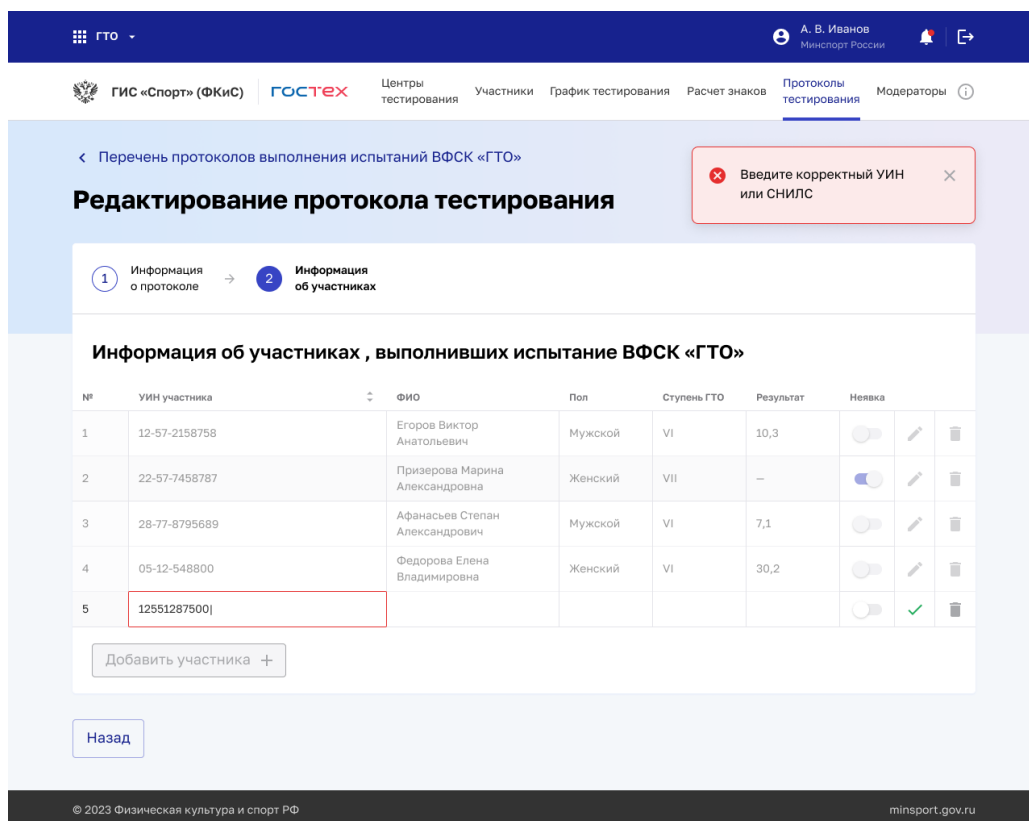 ГТО
А. В. Иванов
Минспорт России
ГИС «Спорт» (ФКиС)
ГОСТЕХ
Центры
тестирования
Участники
График тестирования
Расчет знаков
Протоколы
тестирования
Модераторы
Перечень протоколов выполнения испытаний ВФСК «ГТО»
Редактирование протокола тестирования
Введите корректный УИН
или СНИЛС
1
Информация
о протоколе
2
Информация
об участниках
Информация об участниках , выполнивших испытание ВФСК «ГТО»
№ УИН участника ФИО Пол Ступень ГТО Результат Неявка
1 12-57-2158758 Егоров Виктор Анатольевич Мужской VI 10,3
2 22-57-7458787 Призерова Марина Александровна Женский VII –
3 28-77-8795689 Афанасьев Степан Александрович Мужской VI 7,1
4 05-12-548800 Федорова Елена Владимировна Женский VI 30,2
5 12551287500
Добавить участника +
Назад
© 2023 Физическая культура и спорт РФ
minsport.gov.ru